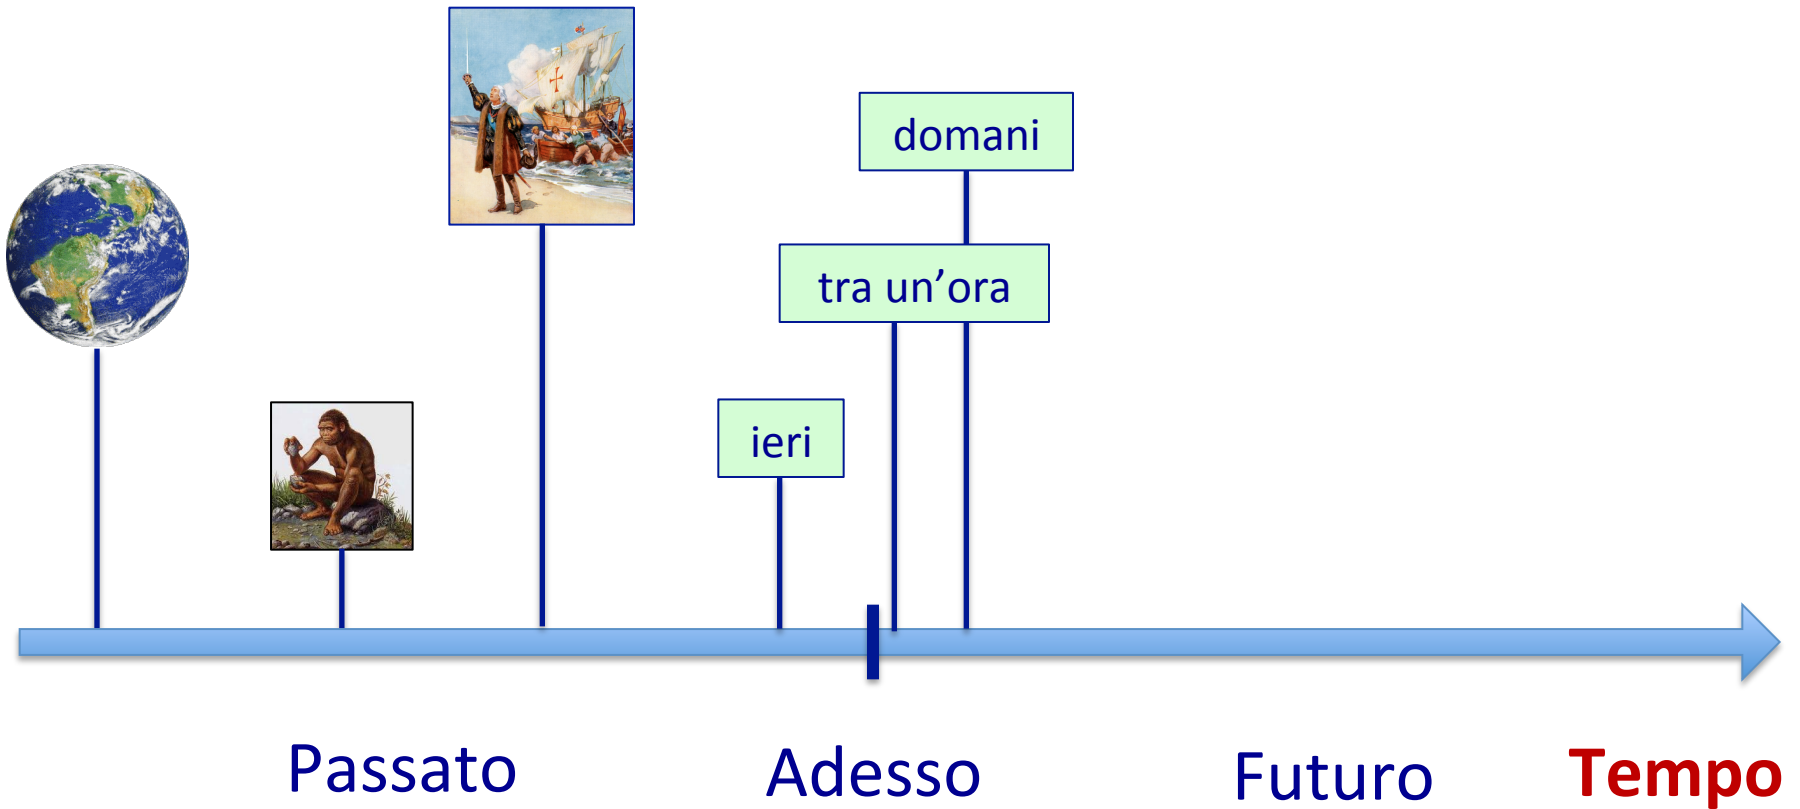 domani
tra un’ora
ieri
Passato
Adesso
Futuro
Tempo